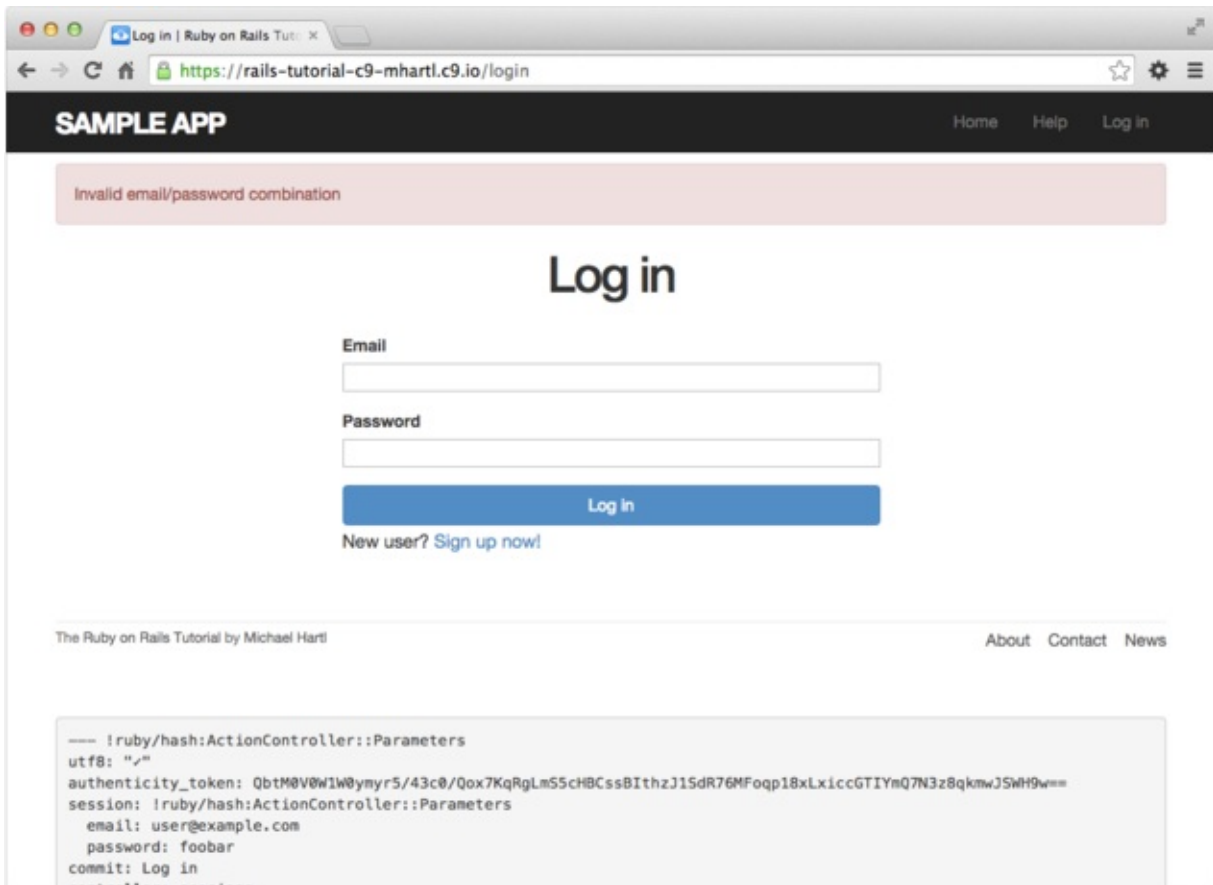 Log in | Ruby on Rails Tuto
https://rails-tutorial-c9-mhartl.c9.io/login
SAMPLE APP
Home Help Log in
Invalid email/password combination
Log in
Email
Password
Log in
New user? Sign up now!
The Ruby on Rails Tutorial by Michael Hartl
About Contact News
--- !ruby/hash:ActionController::Parameters
utf8: "✓"
authenticity_token: QbtM0V0W1W0ymyr5/43c0/Qox7KqRgLmS5cHBCssBIthzJ1SdR76MFoqp18xLxiccGTIYmQ7N3z8qkmwJSWH9w==
session: !ruby/hash:ActionController::Parameters
email: user@example.com
password: foobar
commit: Log in